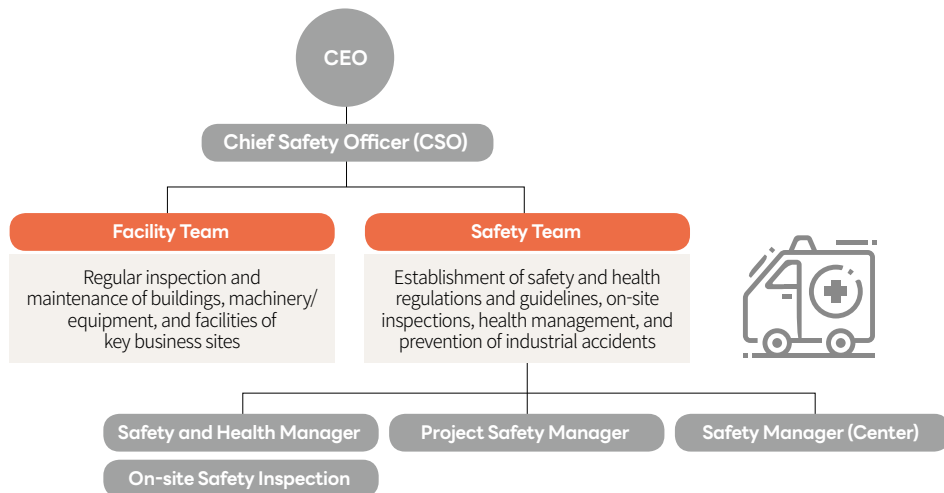 CEO
Chief Safety Officer (CSO)
Facility Team
Regular inspection and
maintenance of buildings, machinery/
equipment, and facilities of
key business sites
Safety Team
Establishment of safety and health
regulations and guidelines, on-site
inspections, health management, and
prevention of industrial accidents
Safety and Health Manager
On-site Safety Inspection
Project Safety Manager
Safety Manager (Center)